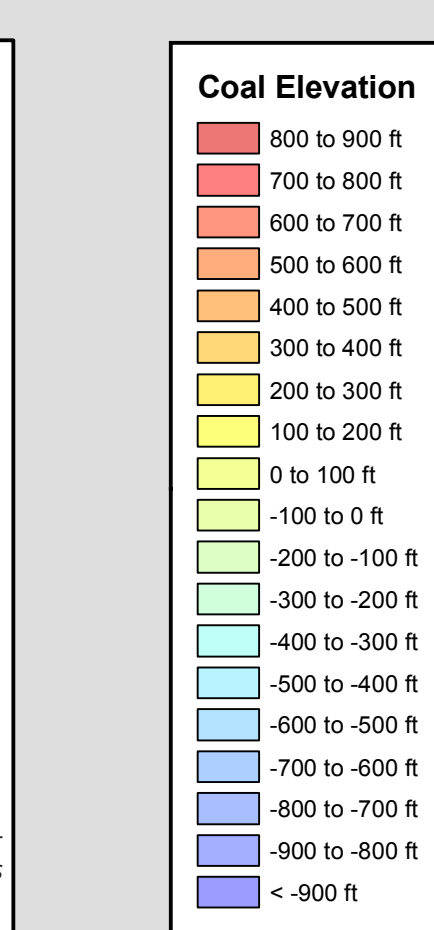 Coal Elevation
800 to 900 ft
700 to 800 ft
600 to 700 ft
500 to 600 ft
400 to 500 ft
300 to 400 ft
200 to 300 ft
100 to 200 ft
0 to 100 ft
-100 to 0 ft
-200 to -100 ft
-300 to -200 ft
-400 to -300 ft
-500 to -400 ft
-600 to -500 ft
-700 to -600 ft
-800 to -700 ft
-900 to -800 ft
< -900 ft